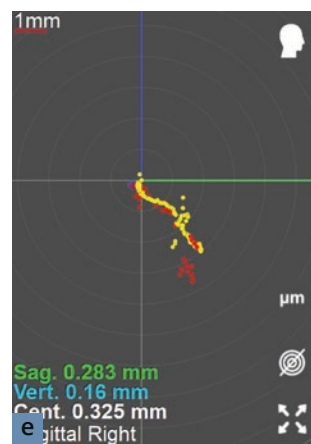 1mm
µm
Sag. 0.283 mm
Vert. 0.16 mm
Cent. 0.325 mm
e
gittal Right